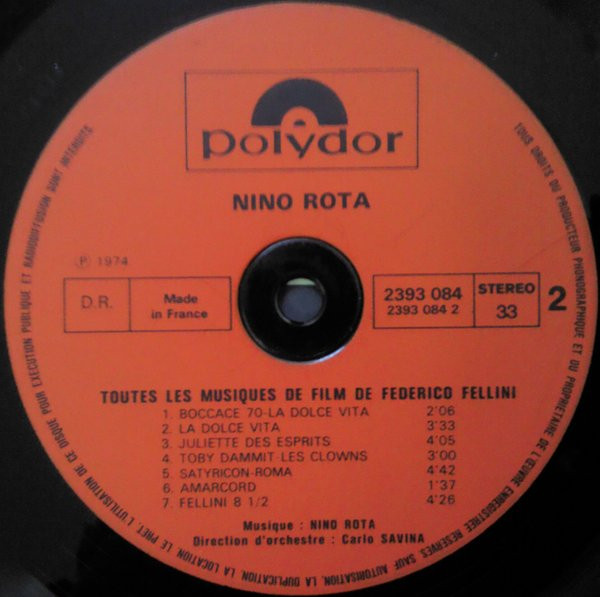 polydor
NINO ROTA
Ⓟ 1974
D.R.
Made
in France
2393 084
2393 084 2
STEREO
33
2
TOUTES LES MUSIQUES DE FILM DE FEDERICO FELLINI
1. BOCCACE 70-LA DOLCE VITA 2'06
2. LA DOLCE VITA 3'33
3. JULIETTE DES ESPRITS 4'05
4. TOBY DAMMIT-LES CLOWNS 3'00
5. SATYRICON-ROMA 4'42
6. AMARCORD 1'37
7. FELLINI 8 1/2 4'26
Musique : NINO ROTA
Direction d'orchestre : Carlo SAVINA
TOUS DROITS DU PRODUCTEUR PHONOGRAPHIQUE ET DU PROPRIETAIRE DE L'ŒUVRE ENREGISTREE RESERVES SAUF AUTORISATION, LA DUPLICATION, LA LOCATION, LE PRET, L'UTILISATION DE CE DISQUE POUR EXECUTION PUBLIQUE ET RADIODIFFUSION SONT INTERDITS